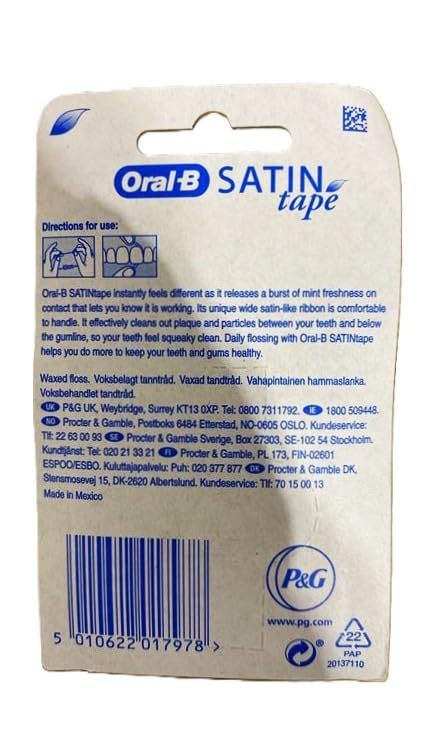 Oral-B SATIN
tape
Directions for use:
Oral-B SATINtape instantly feels different as it releases a burst of mint freshness on
contact that lets you know it is working. Its unique wide satin-like ribbon is comfortable
to handle. It effectively cleans out plaque and particles between your teeth and below
the gumline, so your teeth feel squeaky clean. Daily flossing with Oral-B SATINtape
helps you do more to keep your teeth and gums healthy.
Waxed floss. Voksbelagt tanntråd. Vaxad tandtråd. Vahapintainen hammaslanka.
Voksbehandlet tandtråd.
UK P&G UK, Weybridge, Surrey KT13 0XP. Tel: 0800 7311792. IE 1800 509448.
NO Procter & Gamble, Postboks 6484 Etterstad, NO-0605 OSLO. Kundeservice:
Tlf: 22 63 00 93 SE Procter & Gamble Sverige, Box 27303, SE-102 54 Stockholm.
Kundtjänst: Tel: 020 21 33 21 FI Procter & Gamble, PL 173, FIN-02601
ESPOO/ESBO. Kuluttajapalvelu: Puh: 020 377 877 DK Procter & Gamble DK,
Stensmosevej 15, DK-2620 Albertslund. Kundeservice: Tlf: 70 15 00 13
Made in Mexico
5 010622 017978 >
P&G
www.pg.com
22
PAP
20137110